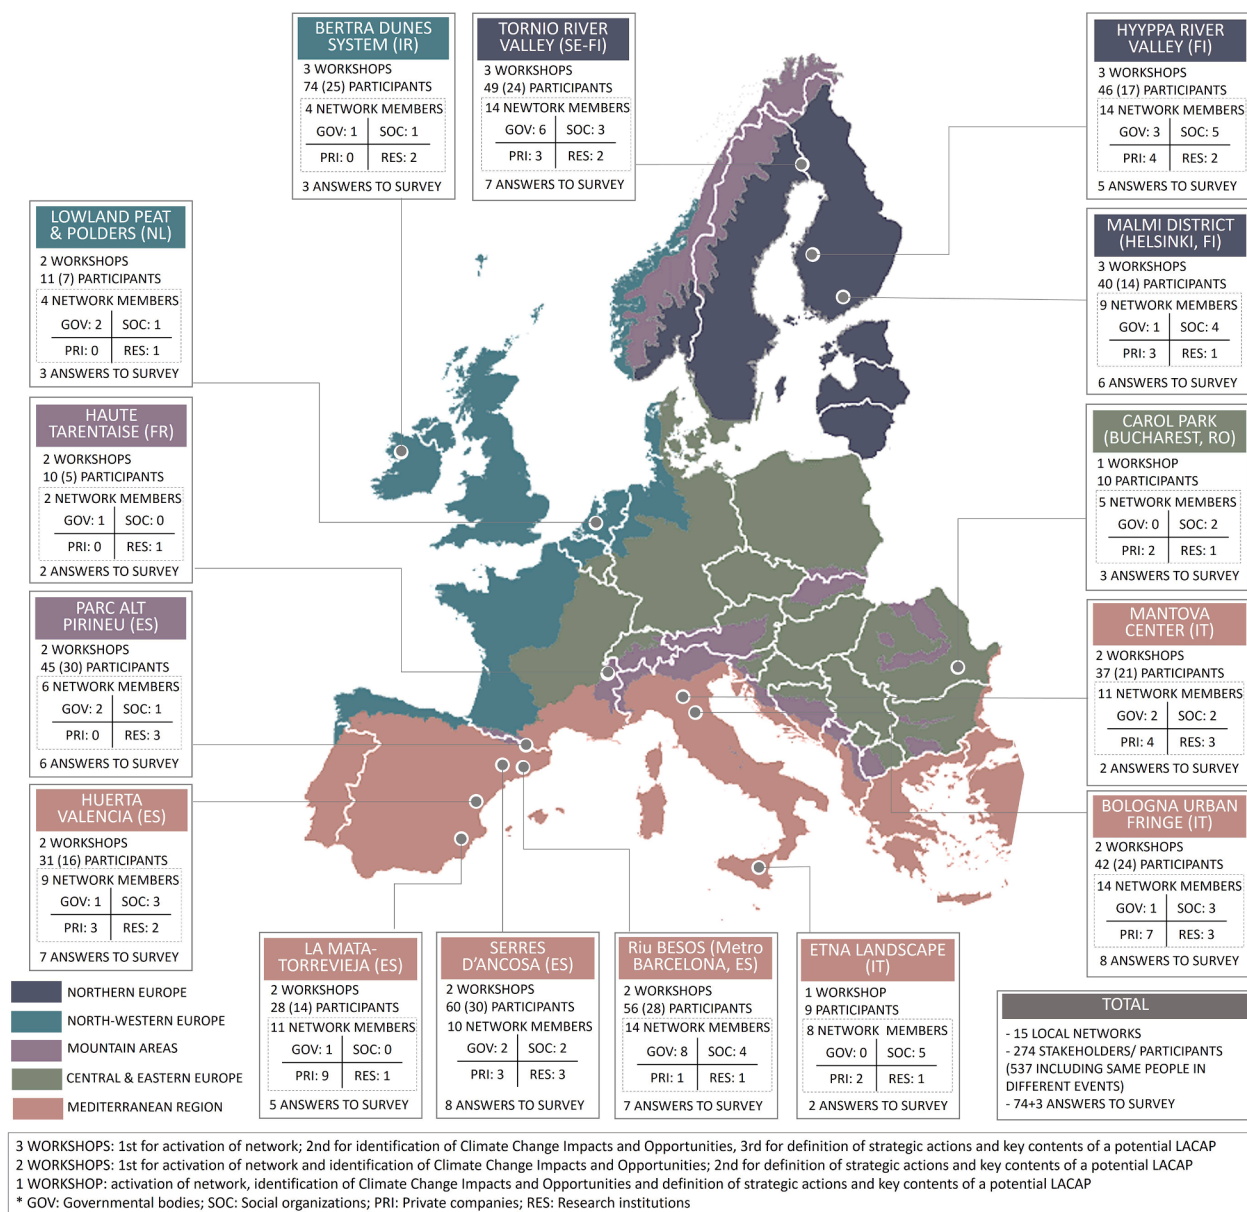 BERTRA DUNES
SYSTEM (IR)
3 WORKSHOPS
74 (25) PARTICIPANTS
4 NETWORK MEMBERS
GOV: 1 SOC: 1
PRI: 0 RES: 2
3 ANSWERS TO SURVEY
TORNIO RIVER
VALLEY (SE-FI)
3 WORKSHOPS
49 (24) PARTICIPANTS
14 NEWTORK MEMBERS
GOV: 6 SOC: 3
PRI: 3 RES: 2
7 ANSWERS TO SURVEY
HYYPPA RIVER
VALLEY (FI)
3 WORKSHOPS
46 (17) PARTICIPANTS
14 NETWORK MEMBERS
GOV: 3 SOC: 5
PRI: 4 RES: 2
5 ANSWERS TO SURVEY
LOWLAND PEAT
& POLDERS (NL)
2 WORKSHOPS
11 (7) PARTICIPANTS
4 NETWORK MEMBERS
GOV: 2 SOC: 1
PRI: 0 RES: 1
3 ANSWERS TO SURVEY
MALMI DISTRICT
(HELSINKI, FI)
3 WORKSHOPS
40 (14) PARTICIPANTS
9 NETWORK MEMBERS
GOV: 1 SOC: 4
PRI: 3 RES: 1
6 ANSWERS TO SURVEY
HAUTE
TARENTAISE (FR)
2 WORKSHOPS
10 (5) PARTICIPANTS
2 NETWORK MEMBERS
GOV: 1 SOC: 0
PRI: 0 RES: 1
2 ANSWERS TO SURVEY
CAROL PARK
(BUCHAREST, RO)
1 WORKSHOP
10 PARTICIPANTS
5 NETWORK MEMBERS
GOV: 0 SOC: 2
PRI: 2 RES: 1
3 ANSWERS TO SURVEY
PARC ALT
PIRINEU (ES)
2 WORKSHOPS
45 (30) PARTICIPANTS
6 NETWORK MEMBERS
GOV: 2 SOC: 1
PRI: 0 RES: 3
6 ANSWERS TO SURVEY
MANTOVA
CENTER (IT)
2 WORKSHOPS
37 (21) PARTICIPANTS
11 NETWORK MEMBERS
GOV: 2 SOC: 2
PRI: 4 RES: 3
2 ANSWERS TO SURVEY
HUERTA
VALENCIA (ES)
2 WORKSHOPS
31 (16) PARTICIPANTS
9 NETWORK MEMBERS
GOV: 1 SOC: 3
PRI: 3 RES: 2
7 ANSWERS TO SURVEY
BOLOGNA URBAN
FRINGE (IT)
2 WORKSHOPS
42 (24) PARTICIPANTS
14 NETWORK MEMBERS
GOV: 1 SOC: 3
PRI: 7 RES: 3
8 ANSWERS TO SURVEY
LA MATA-
TORREVIEJA (ES)
2 WORKSHOPS
28 (14) PARTICIPANTS
11 NETWORK MEMBERS
GOV: 1 SOC: 0
PRI: 9 RES: 1
5 ANSWERS TO SURVEY
SERRES
D'ANCOSA (ES)
2 WORKSHOPS
60 (30) PARTICIPANTS
10 NETWORK MEMBERS
GOV: 2 SOC: 2
PRI: 3 RES: 3
8 ANSWERS TO SURVEY
Riu BESOS (Metro
BARCELONA, ES)
2 WORKSHOPS
56 (28) PARTICIPANTS
14 NETWORK MEMBERS
GOV: 8 SOC: 4
PRI: 1 RES: 1
7 ANSWERS TO SURVEY
ETNA LANDSCAPE
(IT)
1 WORKSHOP
9 PARTICIPANTS
8 NETWORK MEMBERS
GOV: 0 SOC: 5
PRI: 2 RES: 1
2 ANSWERS TO SURVEY
NORTHERN EUROPE
NORTH-WESTERN EUROPE
MOUNTAIN AREAS
CENTRAL & EASTERN EUROPE
MEDITERRANEAN REGION
TOTAL
- 15 LOCAL NETWORKS
- 274 STAKEHOLDERS/ PARTICIPANTS
(537 INCLUDING SAME PEOPLE IN
DIFFERENT EVENTS)
- 74+3 ANSWERS TO SURVEY
3 WORKSHOPS: 1st for activation of network; 2nd for identification of Climate Change Impacts and Opportunities, 3rd for definition of strategic actions and key contents of a potential LACAP
2 WORKSHOPS: 1st for activation of network and identification of Climate Change Impacts and Opportunities; 2nd for definition of strategic actions and key contents of a potential LACAP
1 WORKSHOP: activation of network, identification of Climate Change Impacts and Opportunities and definition of strategic actions and key contents of a potential LACAP
* GOV: Governmental bodies; SOC: Social organizations; PRI: Private companies; RES: Research institutions